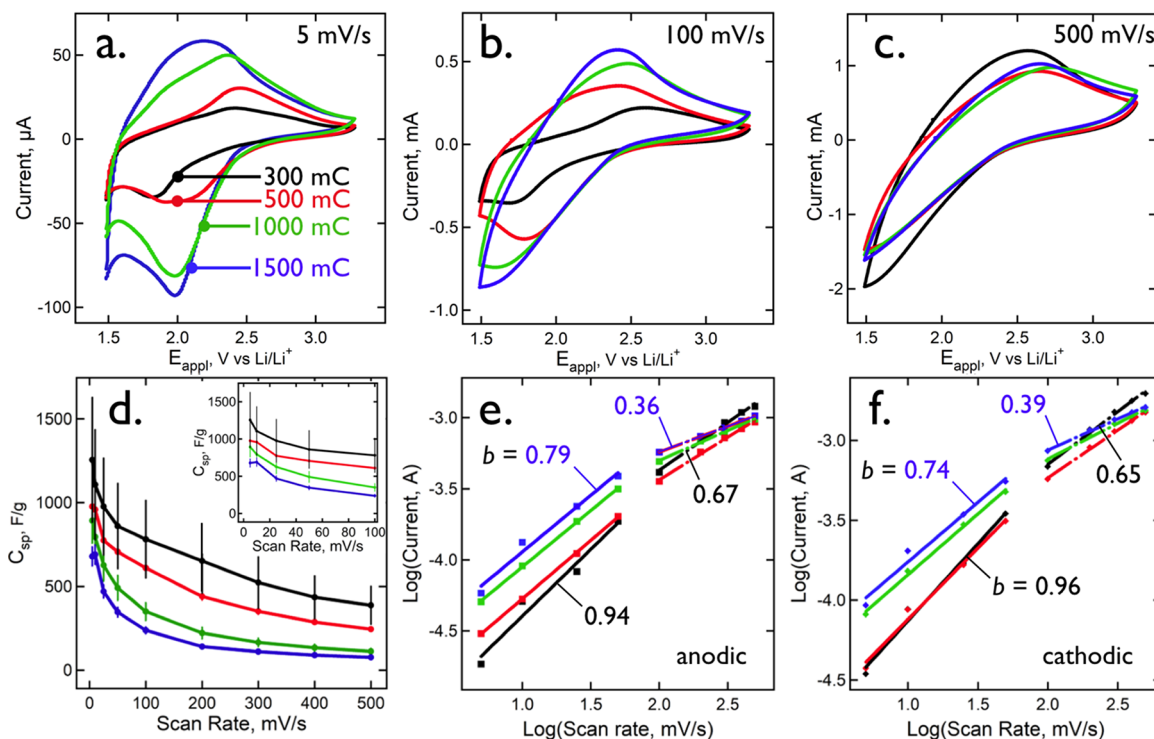 a.
5 mV/s
50
0
-50
-100
Current, µA
300 mC
500 mC
1000 mC
1500 mC
1.5 2.0 2.5 3.0
Eappl, V vs Li/Li+
b.
100 mV/s
1.0
0.5
0.0
-0.5
-1.0
Current, mA
1.5 2.0 2.5 3.0
Eappl, V vs Li/Li+
c.
500 mV/s
1
0
-1
-2
Current, mA
1.5 2.0 2.5 3.0
Eappl, V vs Li/Li+
d.
1500
1000
500
0
Csp, F/g
0 100 200 300 400 500
Scan Rate, mV/s
1500
1000
500
0
Csp, F/g
0 20 40 60 80 100
Scan Rate, mV/s
e.
-3.0
-3.5
-4.0
-4.5
Log(Current, A)
0.36
b = 0.79
0.67
0.94
anodic
1.0 1.5 2.0 2.5
Log(Scan rate, mV/s)
f.
-2.5
-3.0
-3.5
-4.0
-4.5
Log(Current, A)
0.39
b = 0.74
0.65
b = 0.96
cathodic
1.0 1.5 2.0 2.5
Log(Scan Rate, mV/s)